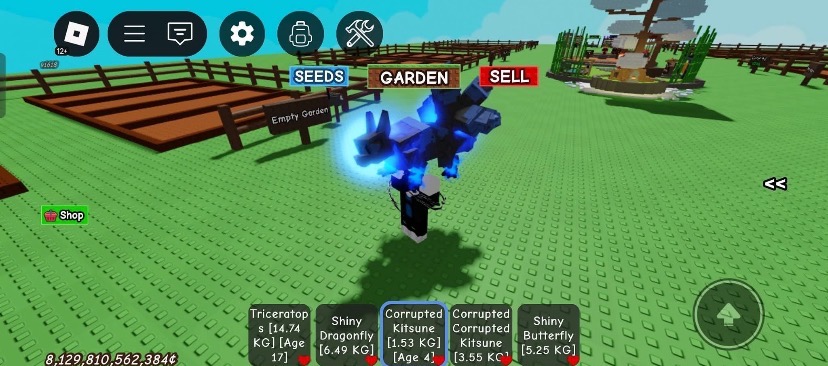 12+
SEEDS
GARDEN
SELL
Empty Garden
<<
Shop
Triceratop
s [14.74
KG] [Age
17]
Shiny
Dragonfly
[6.49 KG]
Corrupted
Kitsune
[1.53 KG]
[Age 4]
Corrupted
Corrupted
Kitsune
[3.55 KG]
Shiny
Butterfly
[5.25 KG]
8,129,810,562,384¢